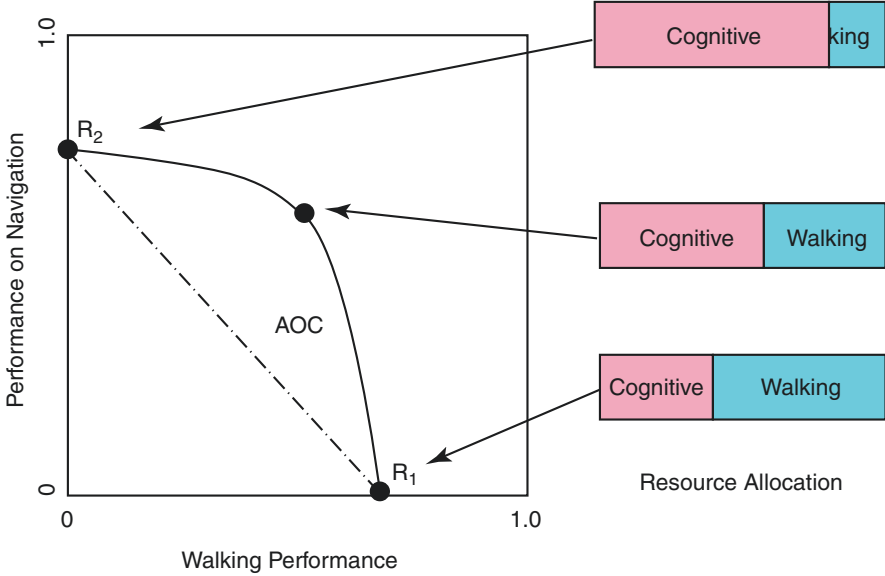 1.0
Performance on Navigation
0
R2
AOC
R1
0
1.0
Walking Performance
Cognitive
king
Cognitive
Walking
Cognitive
Walking
Resource Allocation